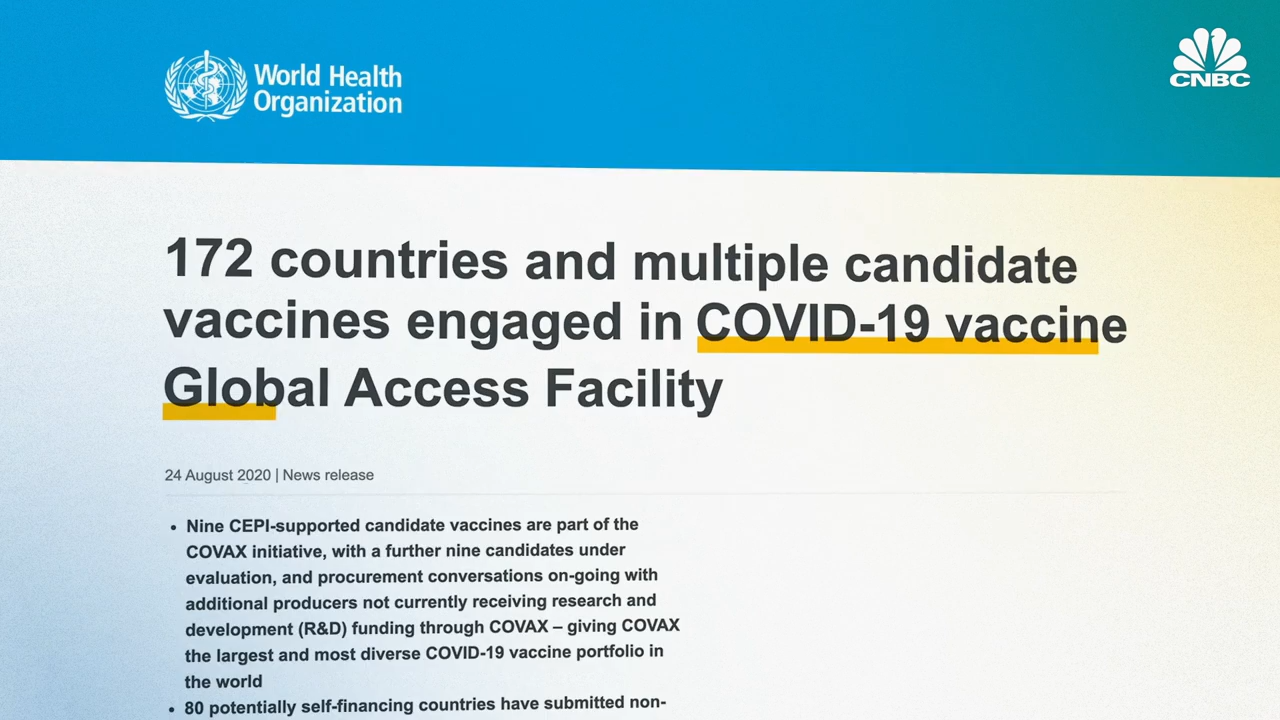 World Health
Organization
CNBC
172 countries and multiple candidate
vaccines engaged in COVID-19 vaccine
Global Access Facility
24 August 2020 | News release
• Nine CEPI-supported candidate vaccines are part of the
COVAX initiative, with a further nine candidates under
evaluation, and procurement conversations on-going with
additional producers not currently receiving research and
development (R&D) funding through COVAX – giving COVAX
the largest and most diverse COVID-19 vaccine portfolio in
the world
• 80 potentially self-financing countries have submitted non-